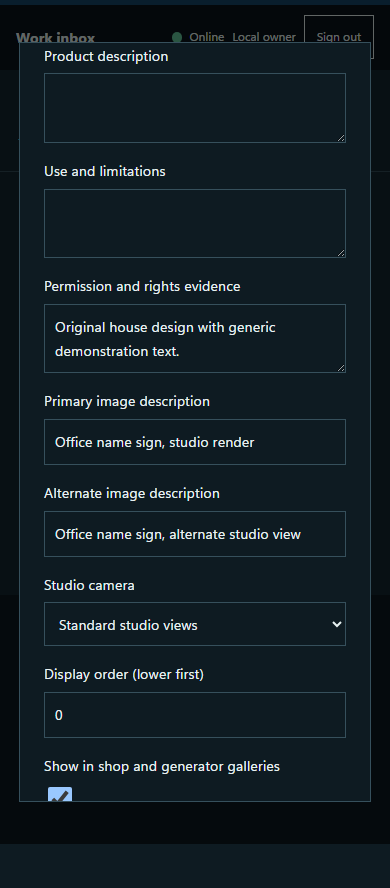 Work inbox
Online
Local owner
Sign out
Product description
Use and limitations
Permission and rights evidence
Original house design with generic
demonstration text.
Primary image description
Office name sign, studio render
Alternate image description
Office name sign, alternate studio view
Studio camera
Standard studio views
Display order (lower first)
0
Show in shop and generator galleries